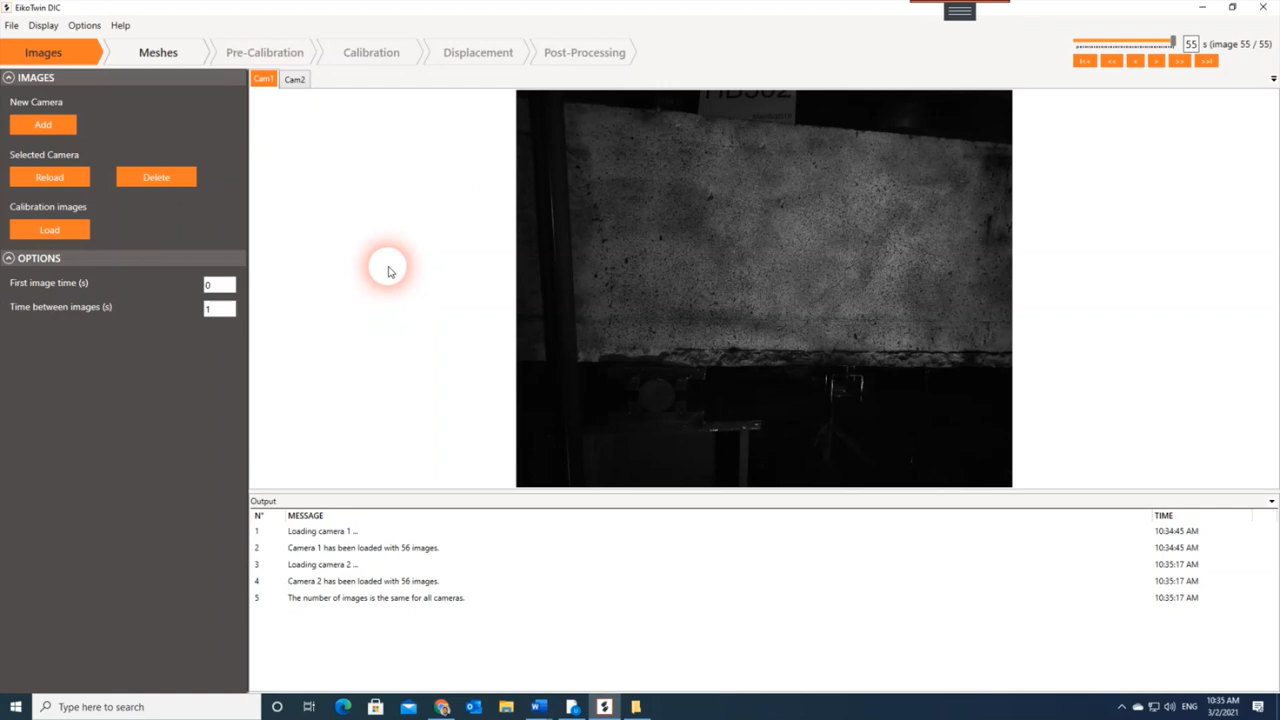 EikoTwin DIC
File Display Options Help
Images Meshes Pre-Calibration Calibration Displacement Post-Processing
55 s (image 55 / 55)
|<< << < > >> >>|
IMAGES
Cam1 Cam2
New Camera
Add
Selected Camera
Reload Delete
Calibration images
Load
OPTIONS
First image time (s) 0
Time between images (s) 1
HB302
Output
N° MESSAGE TIME
1 Loading camera 1 ... 10:34:45 AM
2 Camera 1 has been loaded with 56 images. 10:34:45 AM
3 Loading camera 2 ... 10:35:17 AM
4 Camera 2 has been loaded with 56 images. 10:35:17 AM
5 The number of images is the same for all cameras. 10:35:17 AM
Type here to search
ENG
10:35 AM
3/2/2021